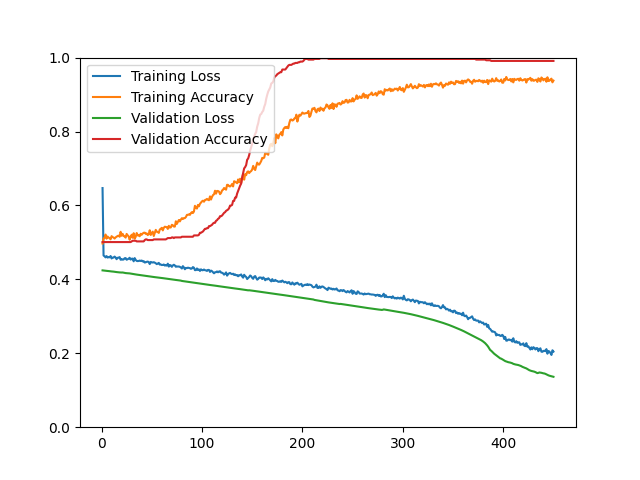 1.0
0.8
0.6
0.4
0.2
0.0
Training Loss
Training Accuracy
Validation Loss
Validation Accuracy
0 100 200 300 400